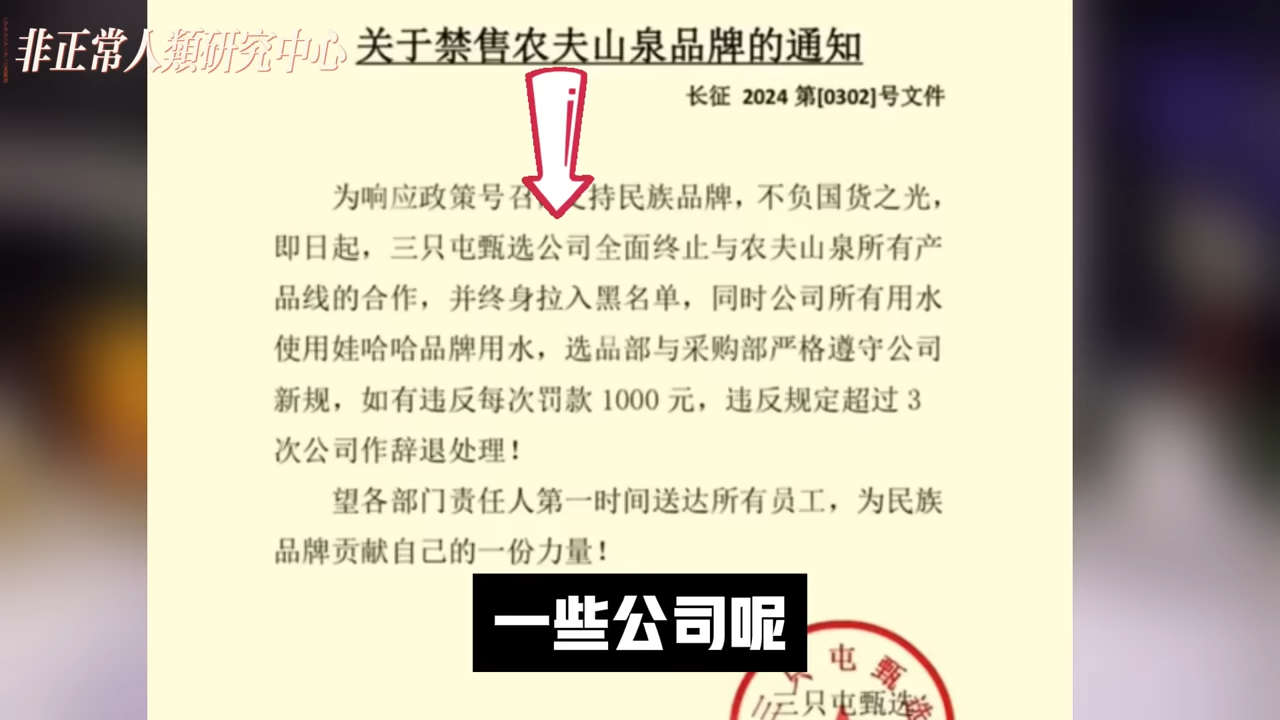 非正常人類研究中心
关于禁售农夫山泉品牌的通知
长征 2024 第[0302]号文件
为响应政策号召 持民族品牌，不负国货之光，
即日起，三只屯甄选公司全面终止与农夫山泉所有产
品线的合作，并终身拉入黑名单，同时公司所有用水
使用娃哈哈品牌用水，选品部与采购部严格遵守公司
新规，如有违反每次罚款 1000 元，违反规定超过 3
次公司作辞退处理！
望各部门责任人第一时间送达所有员工，为民族
品牌贡献自己的一份力量！
一些公司呢
屯甄选
三只屯甄选